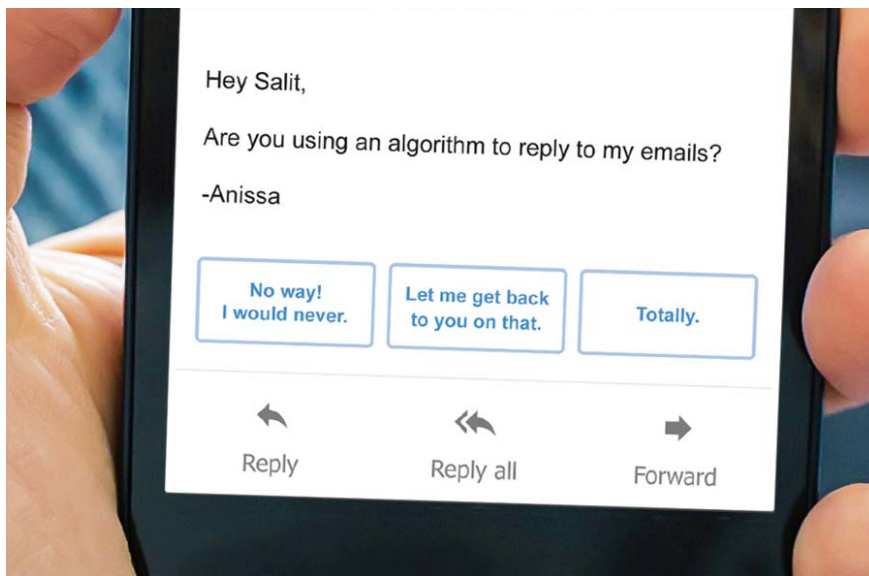 Hey Salit,
Are you using an algorithm to reply to my emails?
-Anissa
No way!
I would never.
Let me get back
to you on that.
Totally.
Reply
Reply all
Forward